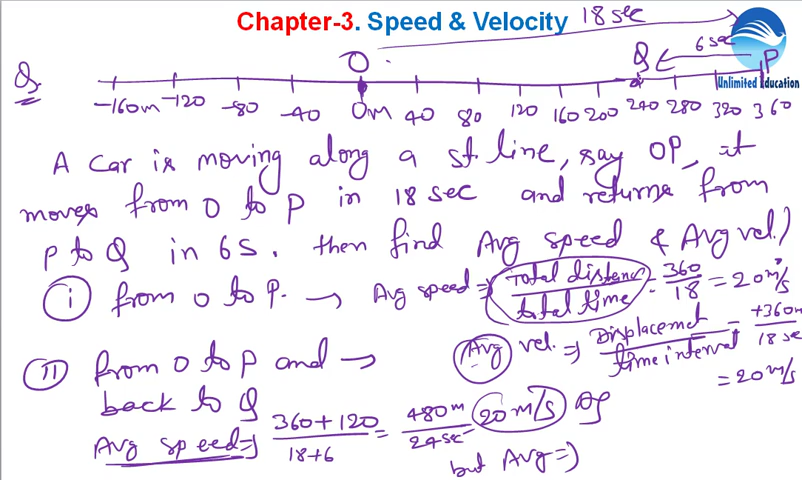 Chapter-3. Speed & Velocity
18 sec
6 sec
O
Q
P
Unlimited Education
Q.
-160m -120 -80 -40 0m 40 80 120 160 200 240 280 320 360
A car is moving along a st. line, say OP, it
moves from O to P in 18 sec and returns from
P to Q in 6S. then find Avg speed & Avg vel.
(i) from O to P. → Avg speed ⇒ Total distance / total time = 360 / 18 = 20 m/s
Avg vel. ⇒ Displacemet / time interval = +360m / 18 sec
= 20 m/s
(ii) from O to P and →
back to Q
Avg speed ⇒ 360 + 120 / 18 + 6 = 480m / 24 sec = 20 m/s
but Avg ⇒